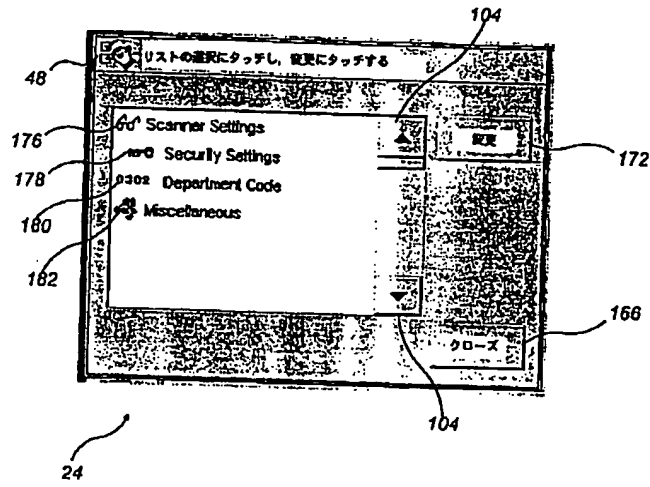 104
48
リストの選択にタッチし, 変更にタッチする
176
Scanner Settings
変更
172
178
Security Settings
180
0302 Department Code
182
Miscellaneous
クローズ
166
104
24